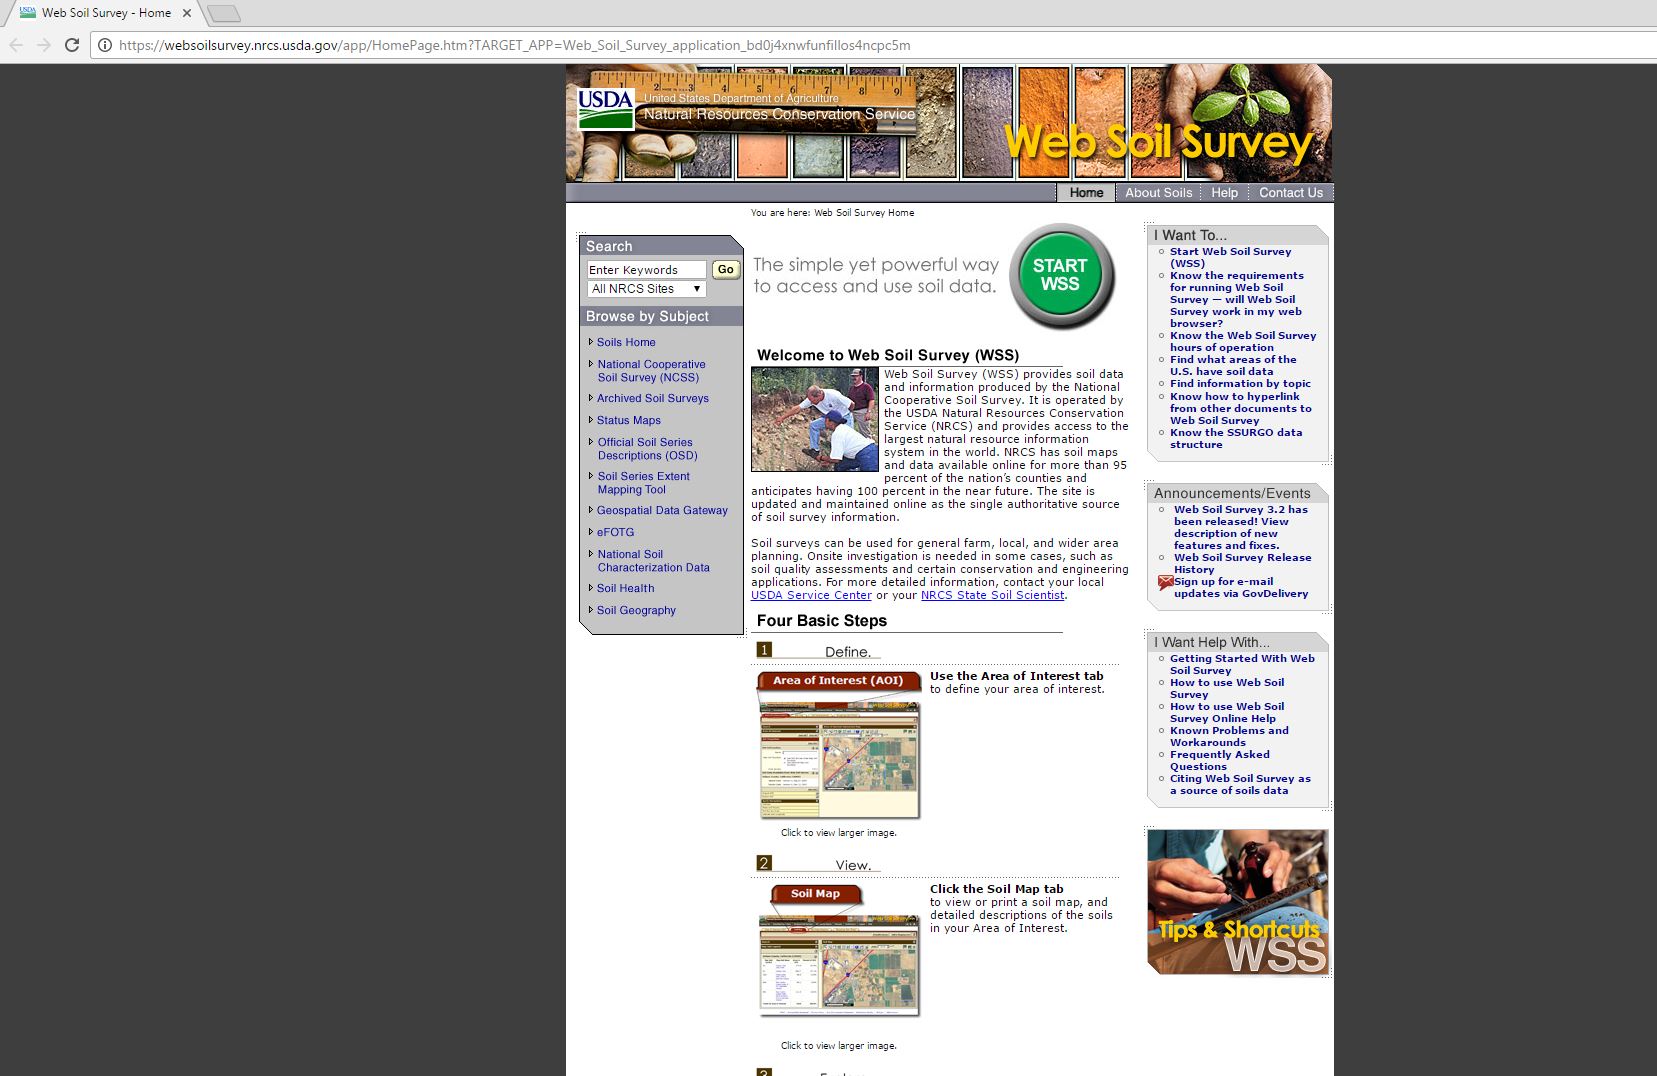 Web Soil Survey - Home
https://websoilsurvey.nrcs.usda.gov/app/HomePage.htm?TARGET_APP=Web_Soil_Survey_application_bd0j4xnwfunfillos4ncpc5m
USDA
United States Department of Agriculture
Natural Resources Conservation Service
Web Soil Survey
Home
About Soils
Help
Contact Us
You are here: Web Soil Survey Home
Search
Enter Keywords
Go
All NRCS Sites
Browse by Subject
Soils Home
National Cooperative
Soil Survey (NCSS)
Archived Soil Surveys
Status Maps
Official Soil Series
Descriptions (OSD)
Soil Series Extent
Mapping Tool
Geospatial Data Gateway
eFOTG
National Soil
Characterization Data
Soil Health
Soil Geography
The simple yet powerful way
to access and use soil data.
START
WSS
Welcome to Web Soil Survey (WSS)
Web Soil Survey (WSS) provides soil data
and information produced by the National
Cooperative Soil Survey. It is operated by
the USDA Natural Resources Conservation
Service (NRCS) and provides access to the
largest natural resource information
system in the world. NRCS has soil maps
and data available online for more than 95
percent of the nation’s counties and
anticipates having 100 percent in the near future. The site is
updated and maintained online as the single authoritative source
of soil survey information.
Soil surveys can be used for general farm, local, and wider area
planning. Onsite investigation is needed in some cases, such as
soil quality assessments and certain conservation and engineering
applications. For more detailed information, contact your local
USDA Service Center or your NRCS State Soil Scientist.
Four Basic Steps
1 Define.
Area of Interest (AOI)
Use the Area of Interest tab
to define your area of interest.
Click to view larger image.
2 View.
Soil Map
Click the Soil Map tab
to view or print a soil map, and
detailed descriptions of the soils
in your Area of Interest.
Click to view larger image.
I Want To...
Start Web Soil Survey
(WSS)
Know the requirements
for running Web Soil
Survey — will Web Soil
Survey work in my web
browser?
Know the Web Soil Survey
hours of operation
Find what areas of the
U.S. have soil data
Find information by topic
Know how to hyperlink
from other documents to
Web Soil Survey
Know the SSURGO data
structure
Announcements/Events
Web Soil Survey 3.2 has
been released! View
description of new
features and fixes.
Web Soil Survey Release
History
Sign up for e-mail
updates via GovDelivery
I Want Help With...
Getting Started With Web
Soil Survey
How to use Web Soil
Survey
How to use Web Soil
Survey Online Help
Known Problems and
Workarounds
Frequently Asked
Questions
Citing Web Soil Survey as
a source of soils data
Tips & Shortcuts
WSS